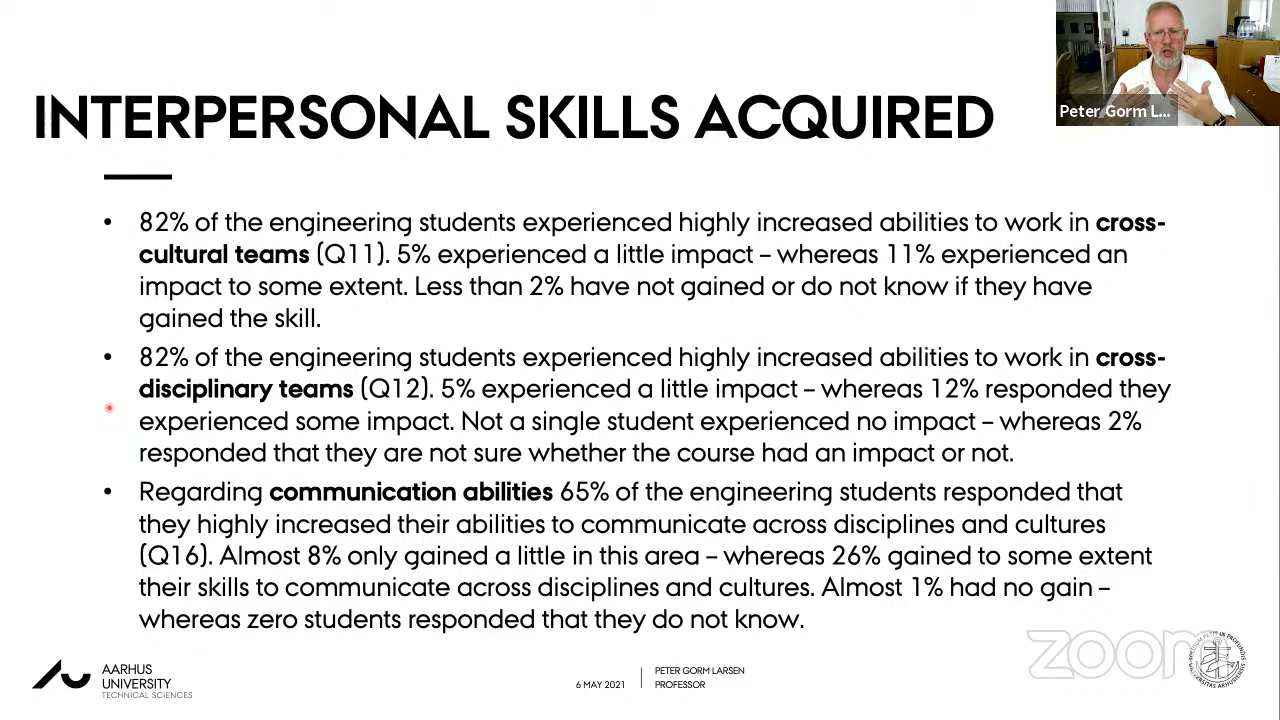 Peter Gorm L...
INTERPERSONAL SKILLS ACQUIRED
• 82% of the engineering students experienced highly increased abilities to work in cross-
cultural teams (Q11). 5% experienced a little impact – whereas 11% experienced an
impact to some extent. Less than 2% have not gained or do not know if they have
gained the skill.
• 82% of the engineering students experienced highly increased abilities to work in cross-
disciplinary teams (Q12). 5% experienced a little impact – whereas 12% responded they
experienced some impact. Not a single student experienced no impact – whereas 2%
responded that they are not sure whether the course had an impact or not.
• Regarding communication abilities 65% of the engineering students responded that
they highly increased their abilities to communicate across disciplines and cultures
(Q16). Almost 8% only gained a little in this area – whereas 26% gained to some extent
their skills to communicate across disciplines and cultures. Almost 1% had no gain –
whereas zero students responded that they do not know.
zoom
AARHUS
UNIVERSITY
TECHNICAL SCIENCES
6 MAY 2021
PETER GORM LARSEN
PROFESSOR